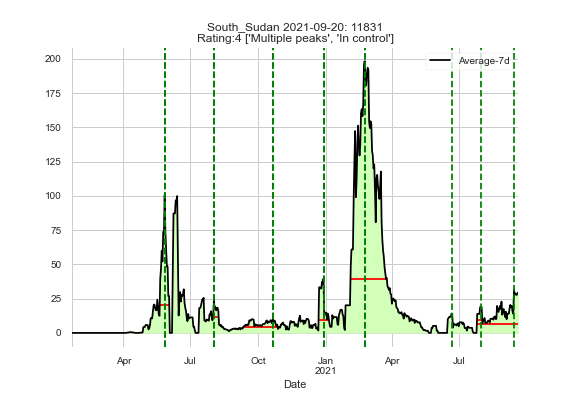 South_Sudan 2021-09-20: 11831
Rating:4 ['Multiple peaks', 'In control']
Average-7d
200
175
150
125
100
75
50
25
0
Apr
Jul
Oct
Jan
2021
Apr
Jul
Date